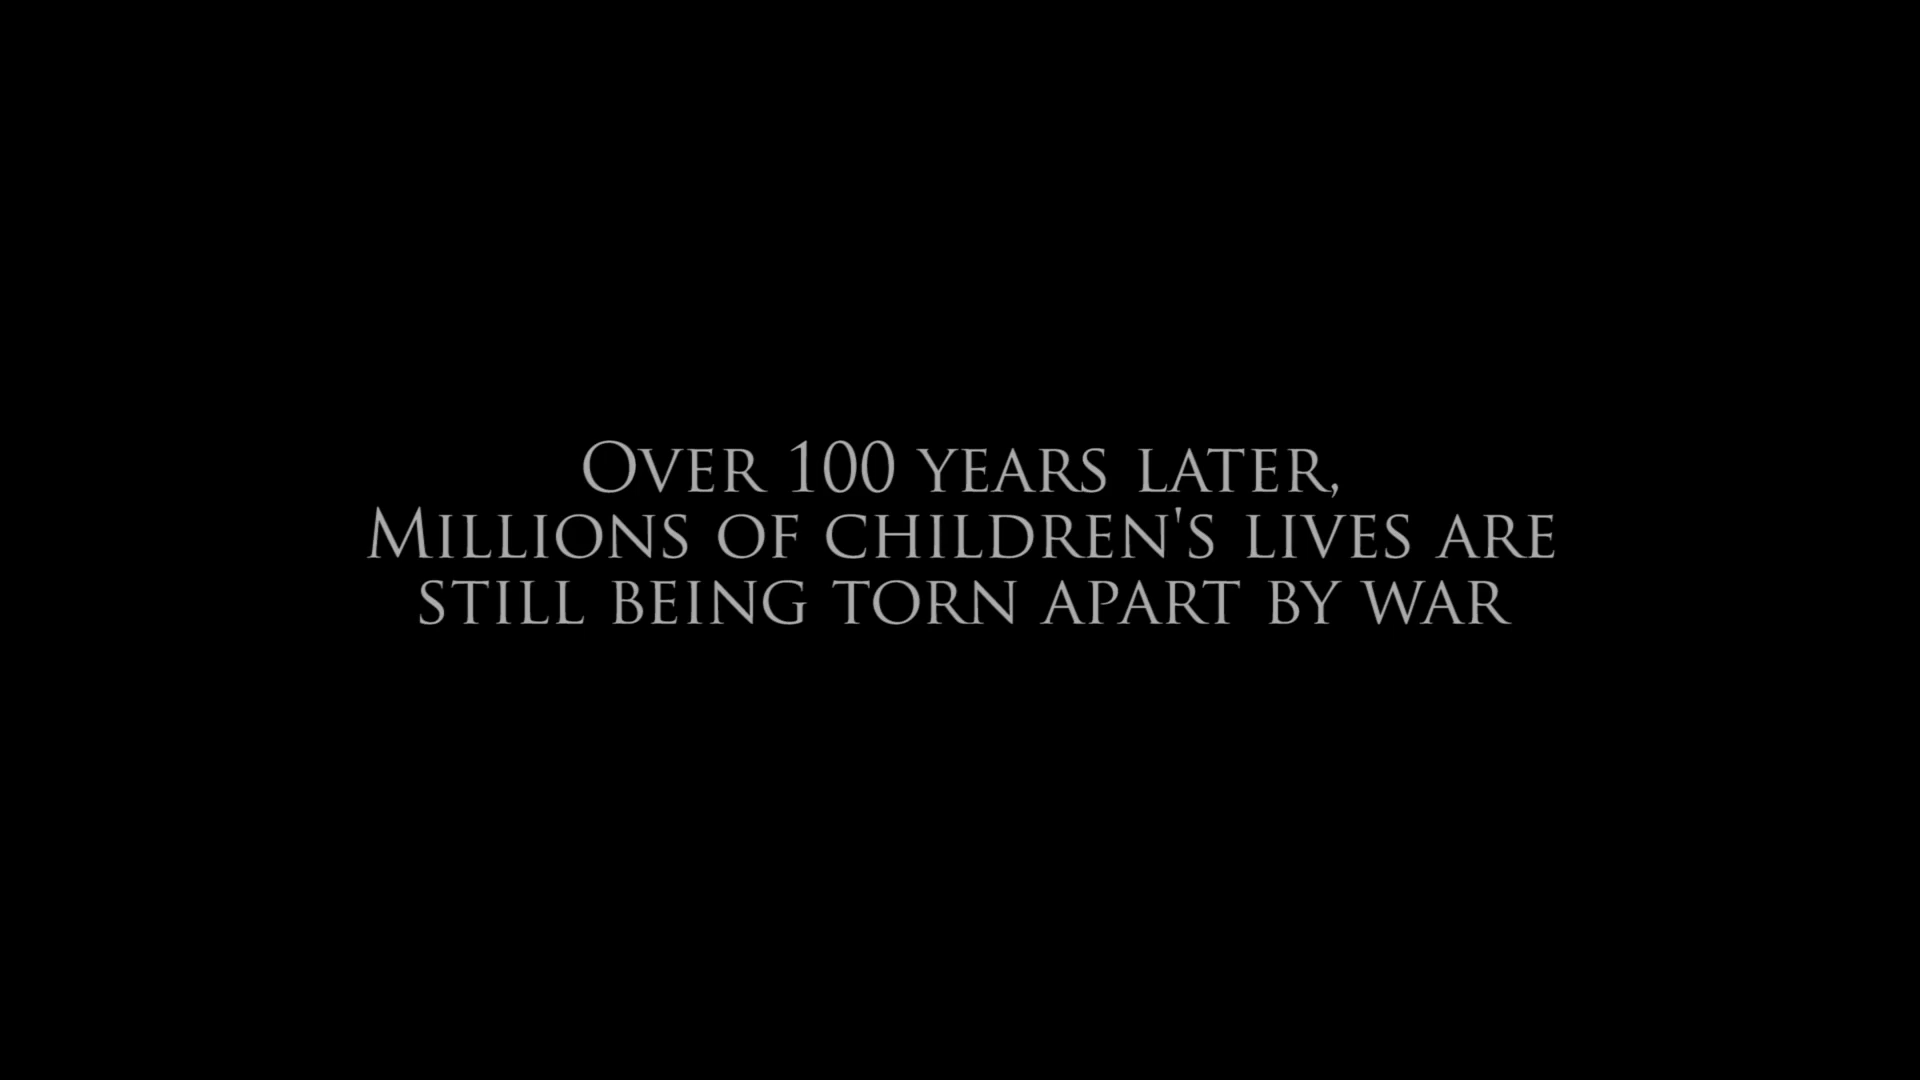 Over 100 years later,
Millions of children's lives are
still being torn apart by war